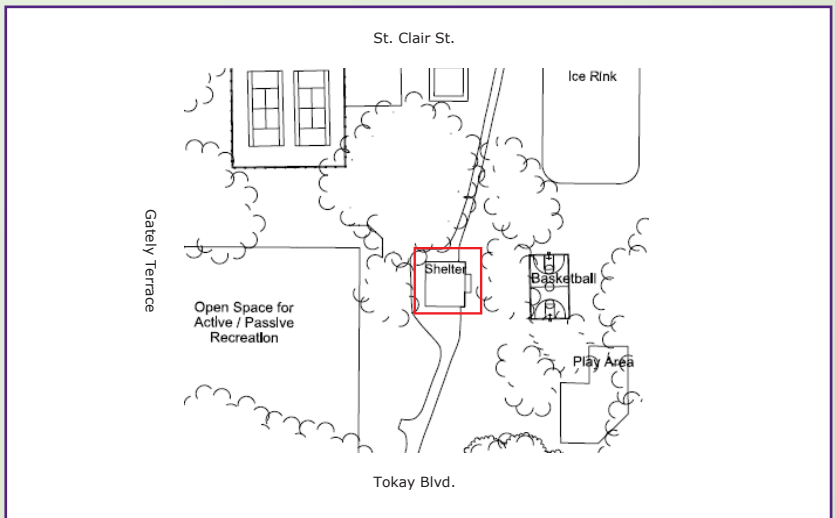 St. Clair St.
Ice Rink
Gately Terrace
Shelter
Basketball
Open Space for
Active / Passive
Recreation
Play Area
Tokay Blvd.